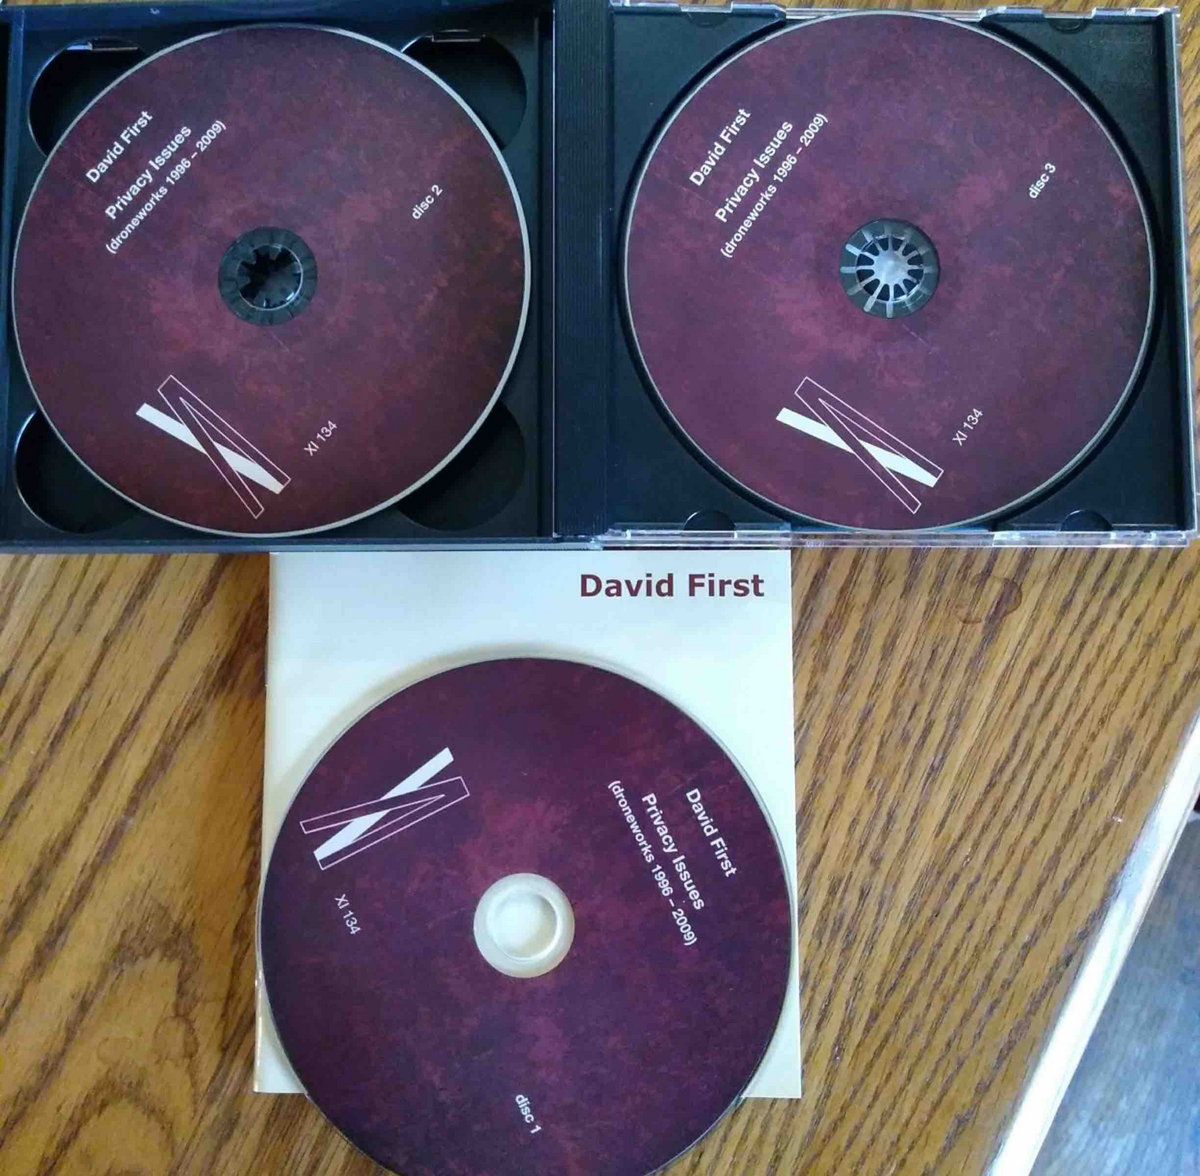 David First
Privacy Issues
(droneworks 1996 – 2009)
disc 2
XI 134
David First
Privacy Issues
(droneworks 1996 – 2009)
disc 3
XI 134
David First
David First
Privacy Issues
(droneworks 1996 – 2009)
XI 134
disc 1